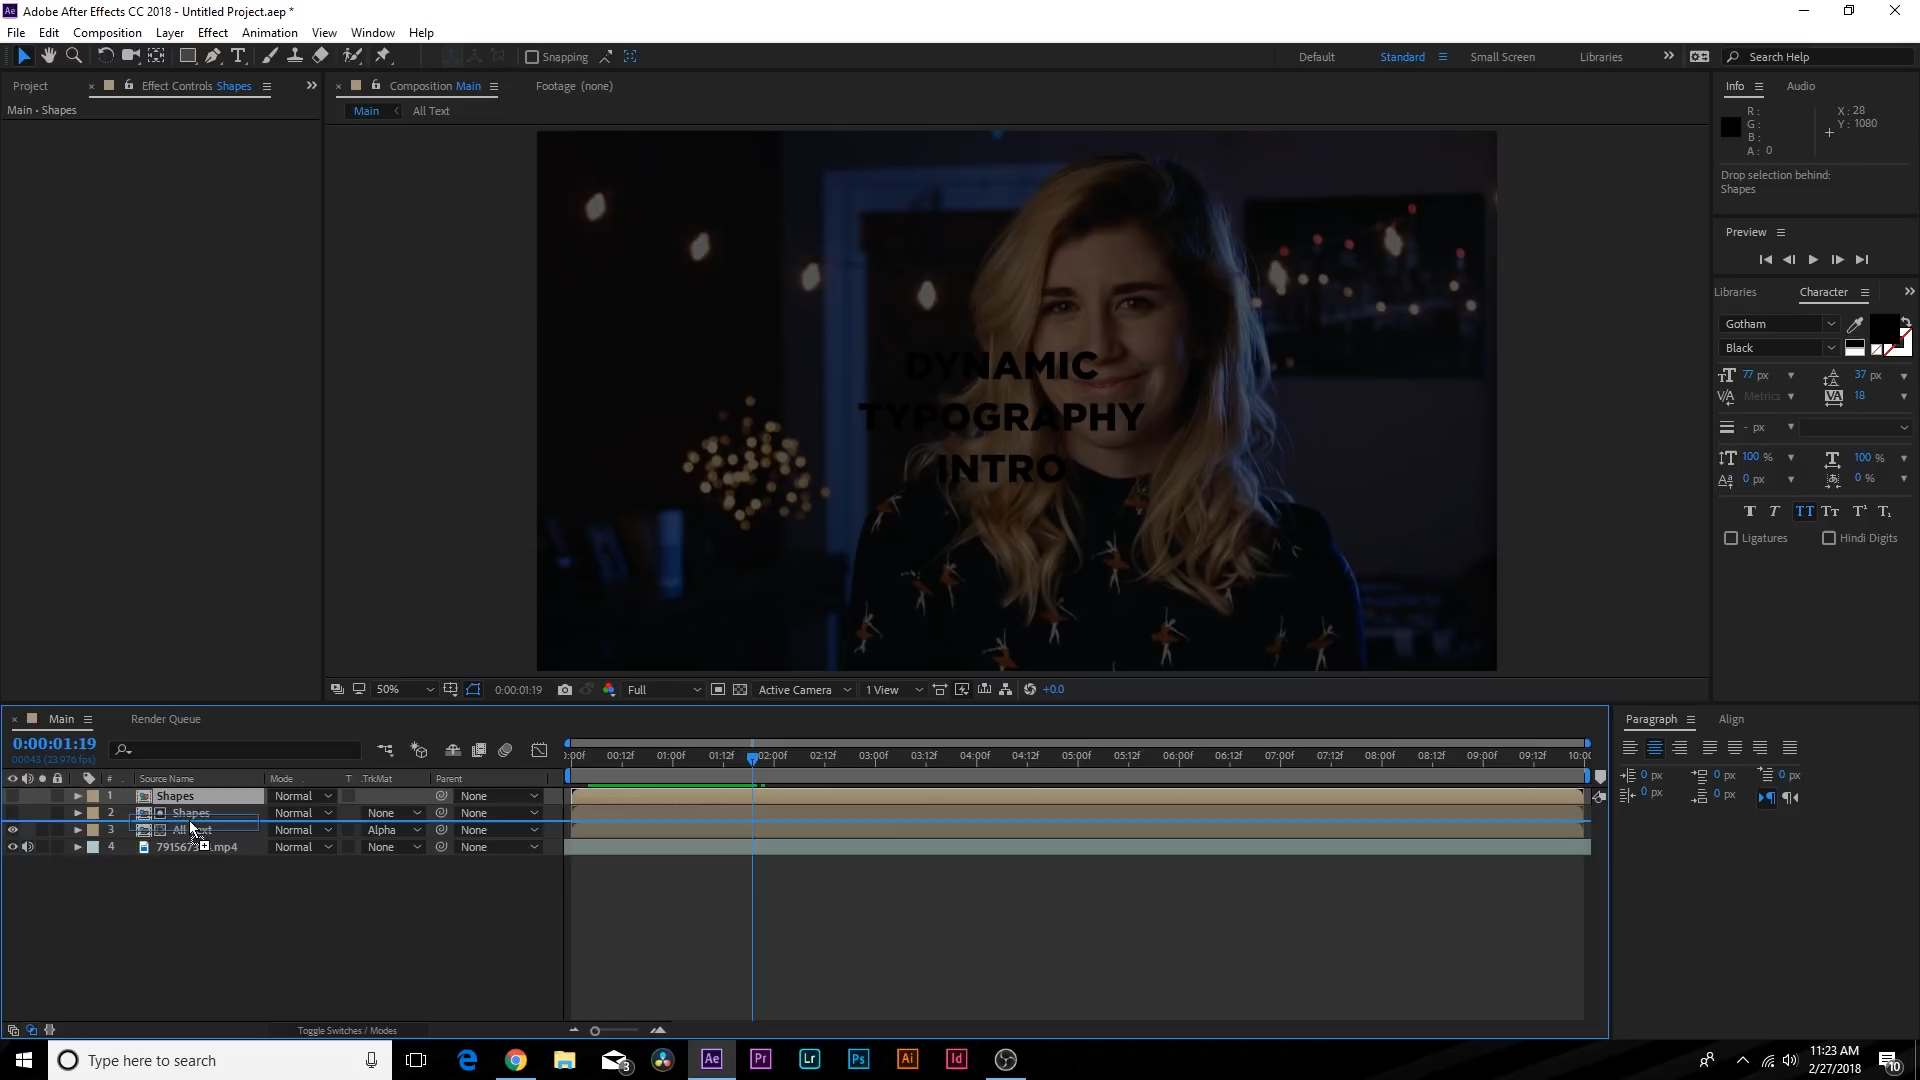 Adobe After Effects CC 2018 - Untitled Project.aep *
File Edit Composition Layer Effect Animation View Window Help
Snapping
Default Standard Small Screen Libraries
Search Help
Project
Effect Controls Shapes
Main • Shapes
Composition Main
Footage (none)
Main All Text
Info Audio
R :
G :
B :
A : 0
X : 28
Y : 1080
Drop selection behind:
Shapes
Preview
Libraries Character
Gotham
Black
77 px
37 px
Metrics
18
- px
100 %
100 %
0 px
0 %
Ligatures
Hindi Digits
DYNAMIC
TYPOGRAPHY
INTRO
50%
0:00:01:19
Full
Active Camera
1 View
+0.0
Main
Render Queue
0:00:01:19
00043 (23.976 fps)
:00f 00:12f 01:00f 01:12f 02:00f 02:12f 03:00f 03:12f 04:00f 04:12f 05:00f 05:12f 06:00f 06:12f 07:00f 07:12f 08:00f 08:12f 09:00f 09:12f 10:0
# Source Name Mode T .TrkMat Parent
1 Shapes Normal None
2 Shapes Normal None None
3 Normal Alpha None
4 .mp4 Normal None None
Toggle Switches / Modes
Paragraph Align
0 px 0 px 0 px
0 px 0 px
Type here to search
3
Ae Pr Lr Ps Ai Id
11:23 AM
2/27/2018
10